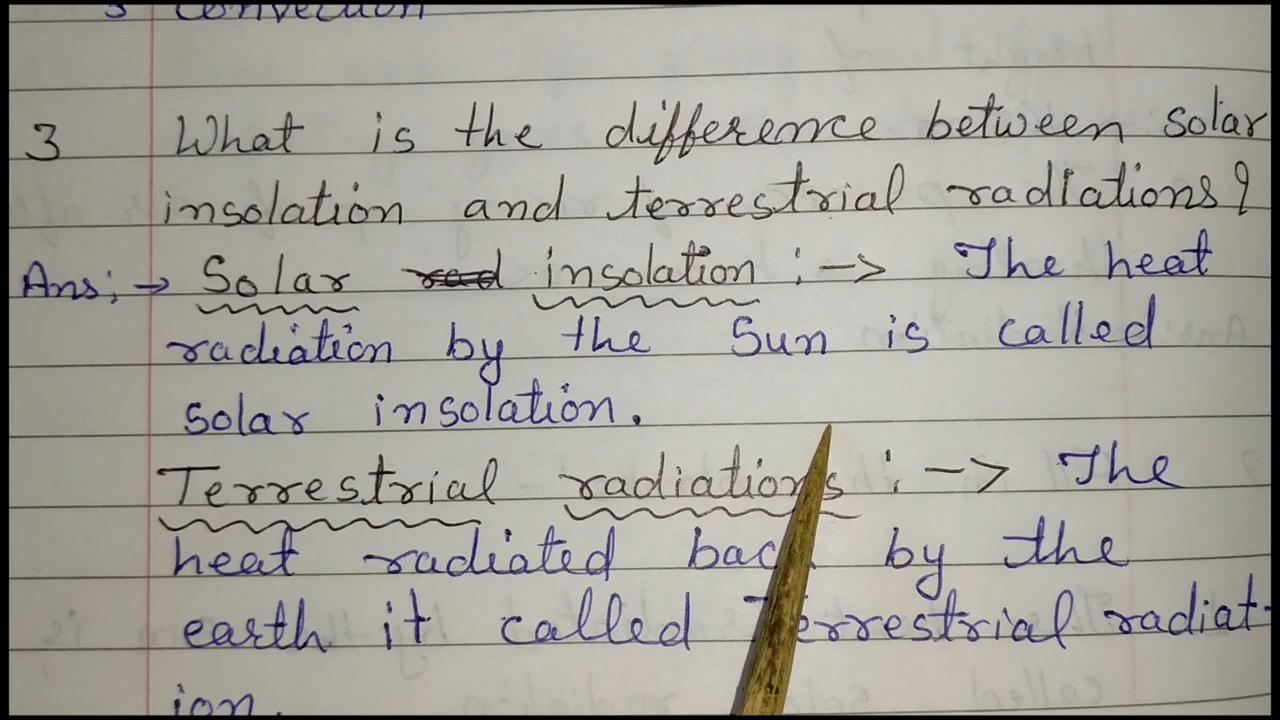 3 Convection
3 What is the difference between solar
insolation and terrestrial radiations?
Ans:→ Solar rad insolation :-> The heat
radiation by the Sun is called
solar insolation.
Terrestrial radiations :-> The
heat radiated back by the
earth it called Terrestrial radiat-
ion.